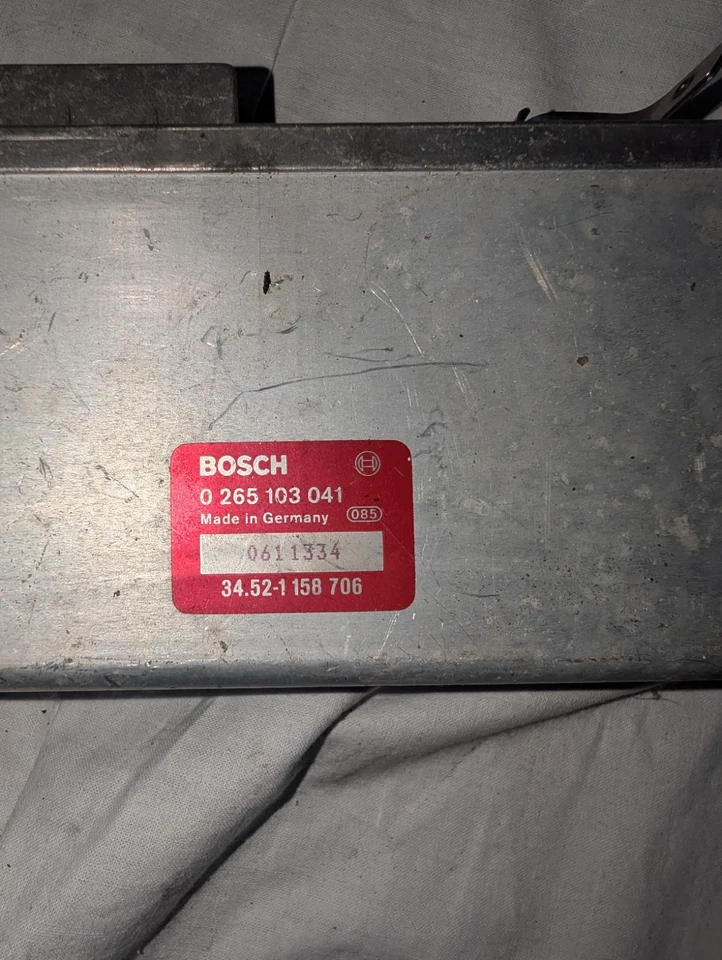 BOSCH
0 265 103 041
Made in Germany 085
0611334
34.52-1 158 706